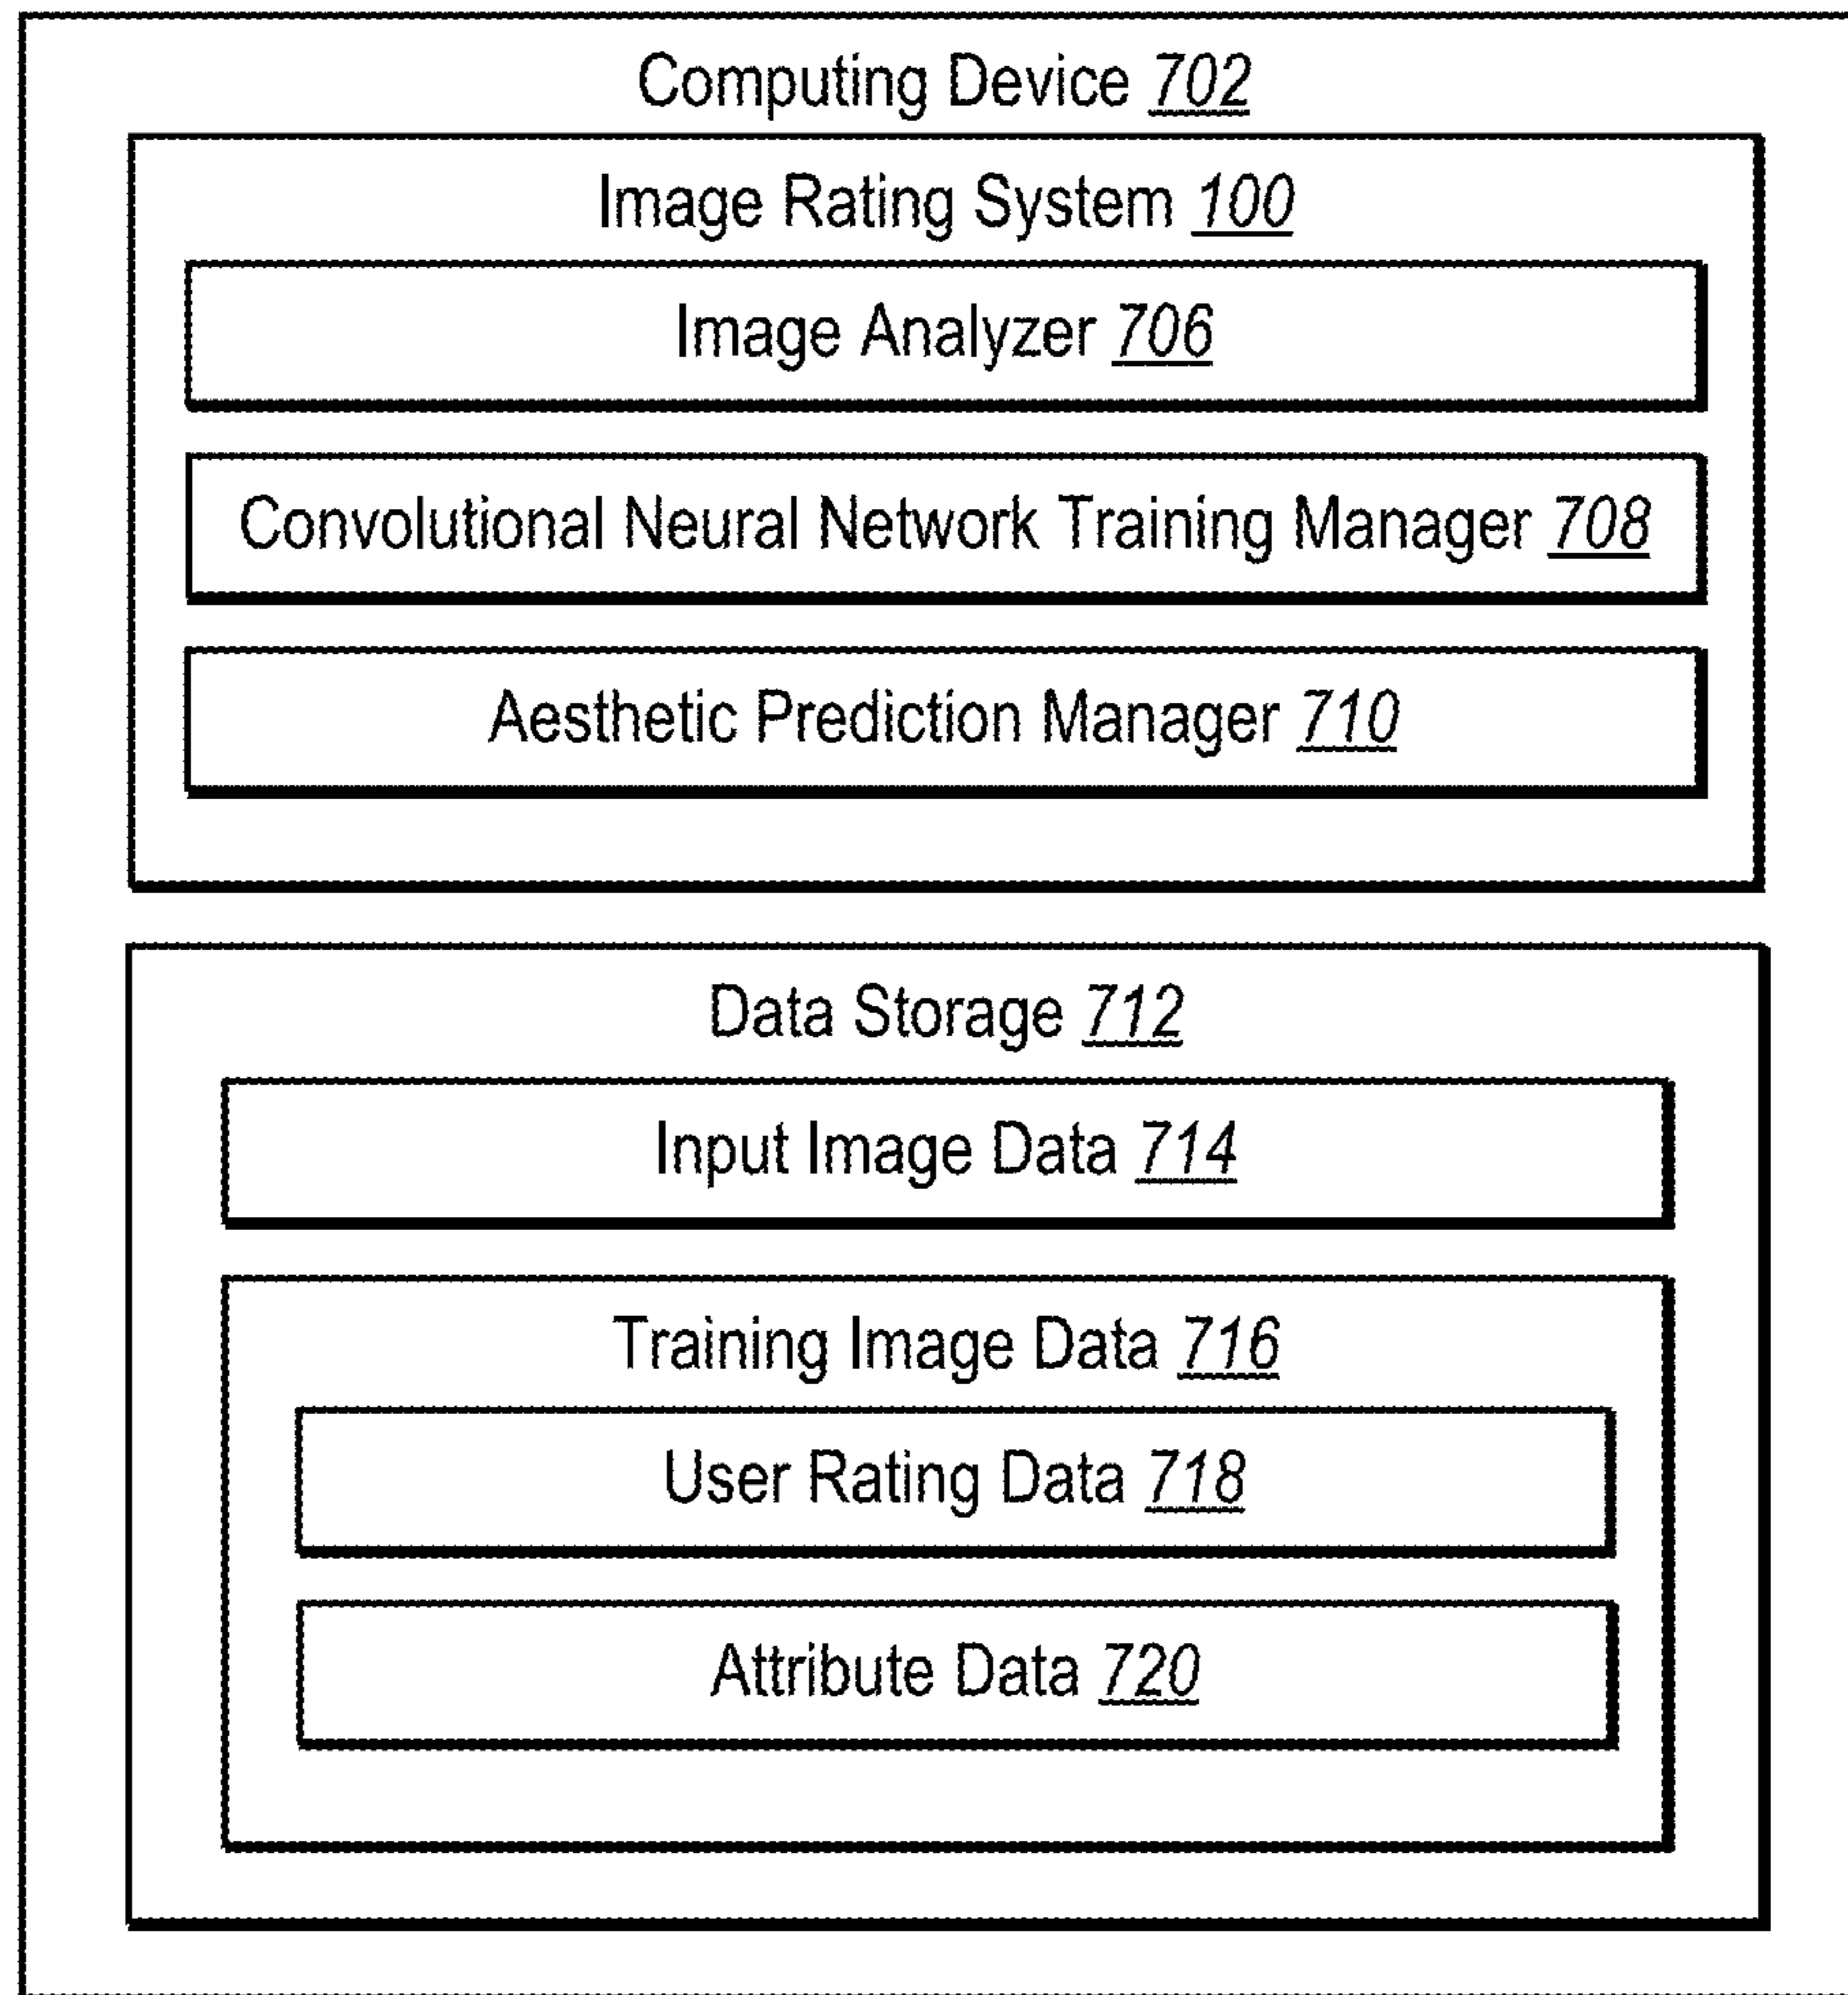 Computing Device 702
Image Rating System 100
Image Analyzer 706
Convolutional Neural Network Training Manager 708
Aesthetic Prediction Manager 710
Data Storage 712
Input Image Data 714
Training Image Data 716
User Rating Data 718
Attribute Data 720